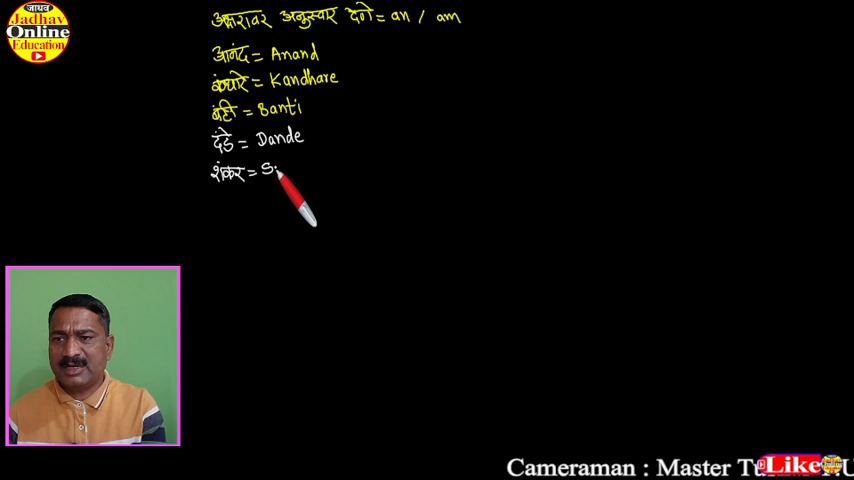 जाधव
Jadhav
Online
Education
अक्षरावर अनुस्वार देणे = an / am
आनंद = Anand
कंधारे = Kandhare
बंटी = Banti
दंडे = Dande
शंकर = S
Cameraman : Master
Like